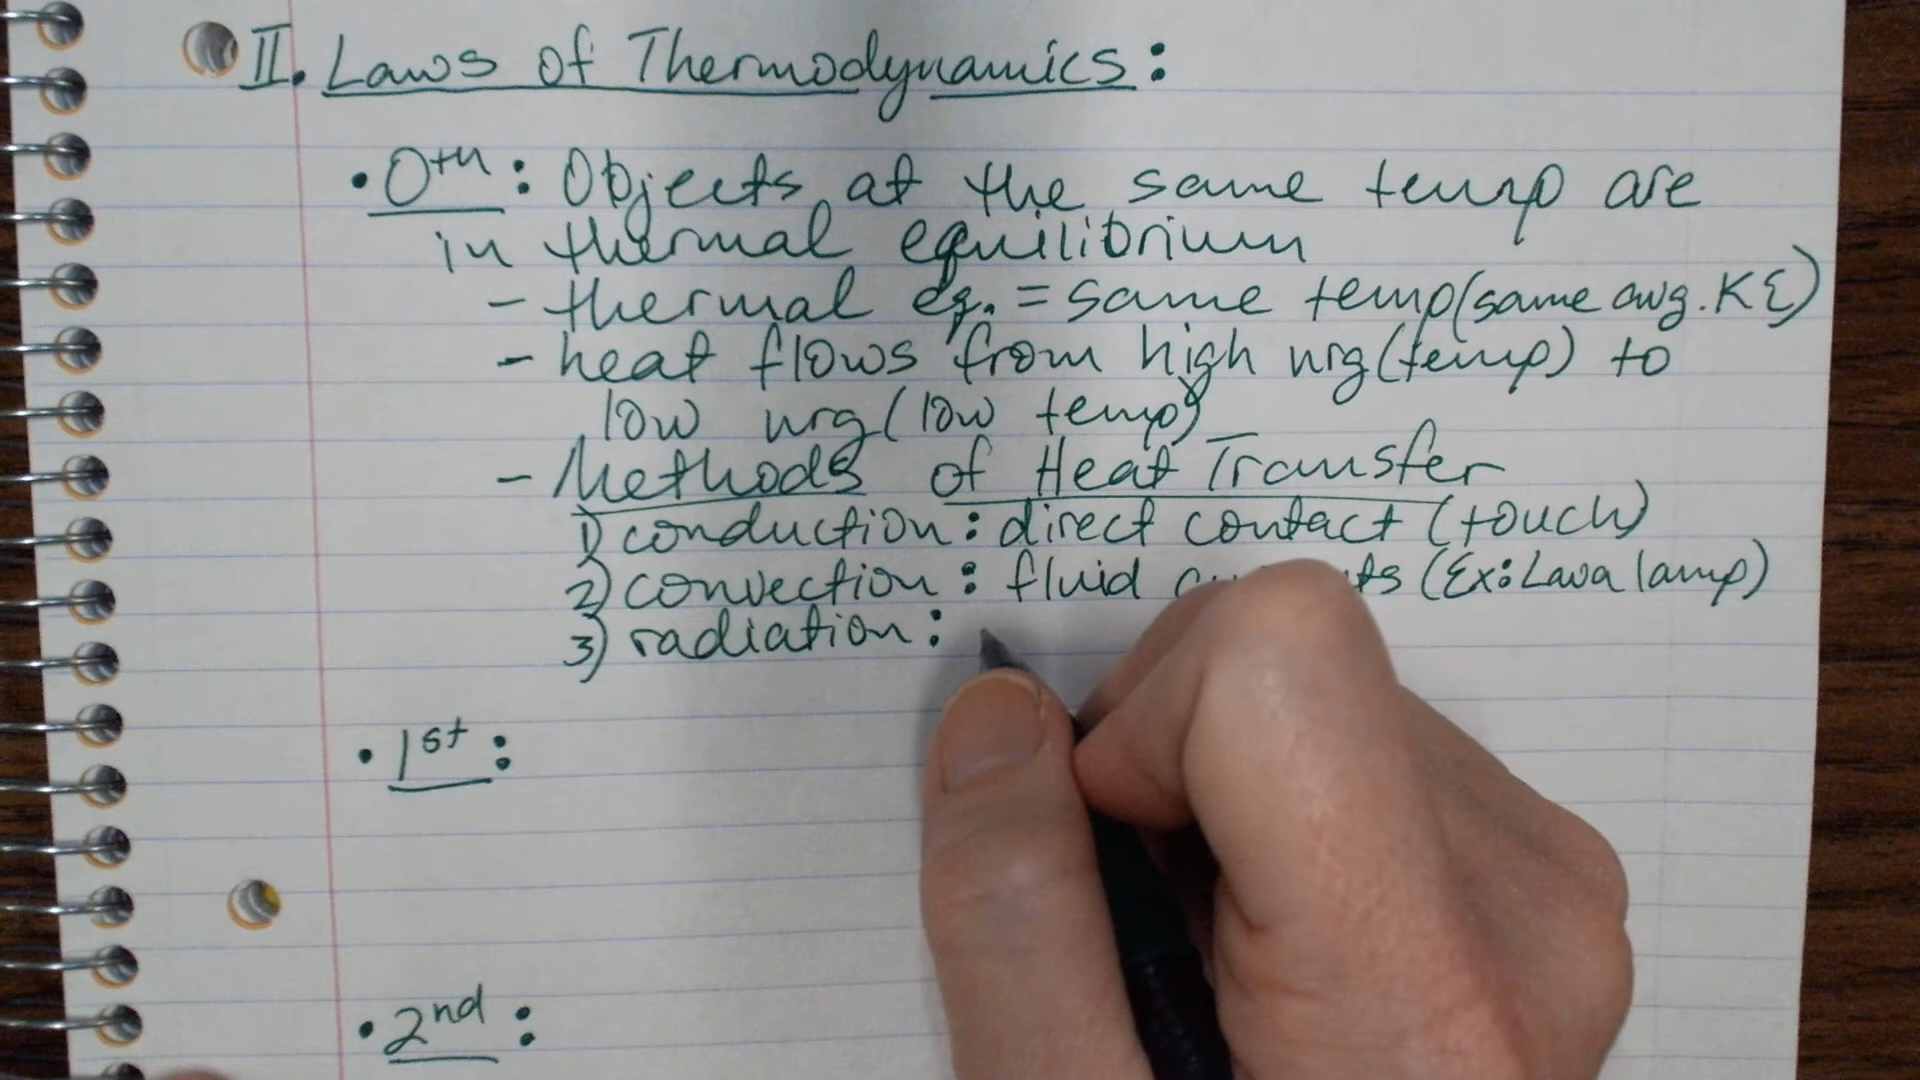 II. Laws of Thermodynamics:
• 0th: Objects at the same temp are
in thermal equilibrium
- thermal eq. = same temp (same avg. KE)
- heat flows from high nrg (temp) to
low nrg (low temp)
- Methods of Heat Transfer
1) conduction: direct contact (touch)
2) convection: fluid (Ex: Lava lamp)
3) radiation:
• 1st:
• 2nd: